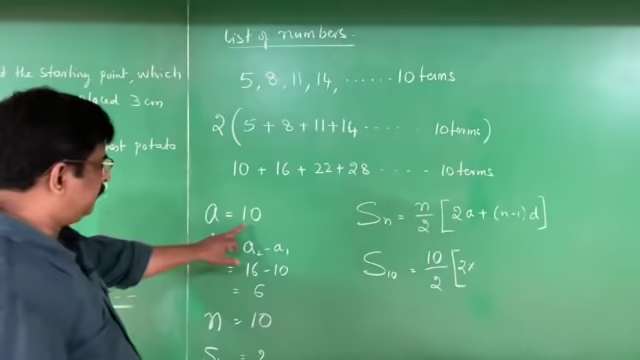 List of numbers.
t the starting point, which
5, 8, 11, 14, ...... 10 terms
placed 3 cm
2(5 + 8 + 11 + 14 .... 10 terms)
potato
10 + 16 + 22 + 28 .... 10 terms
a = 10
Sn = n/2 [2a + (n-1)d]
= a₂ - a₁
= 16 - 10
S₁₀ = 10/2 [2×
= 6
n = 10